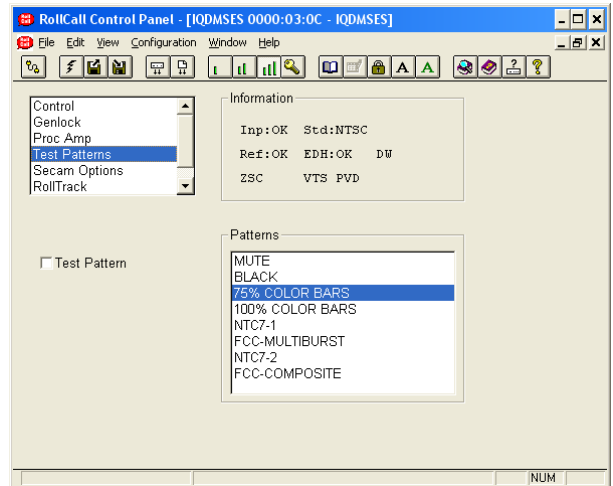 RollCall Control Panel - [IQDMSES 0000:03:0C - IQDMSES]
File Edit View Configuration Window Help
A A
Control
Genlock
Proc Amp
Test Patterns
Secam Options
RollTrack
Information
Inp:OK Std:NTSC
Ref:OK EDH:OK DW
ZSC VTS PVD
Test Pattern
Patterns
MUTE
BLACK
75% COLOR BARS
100% COLOR BARS
NTC7-1
FCC-MULTIBURST
NTC7-2
FCC-COMPOSITE
NUM